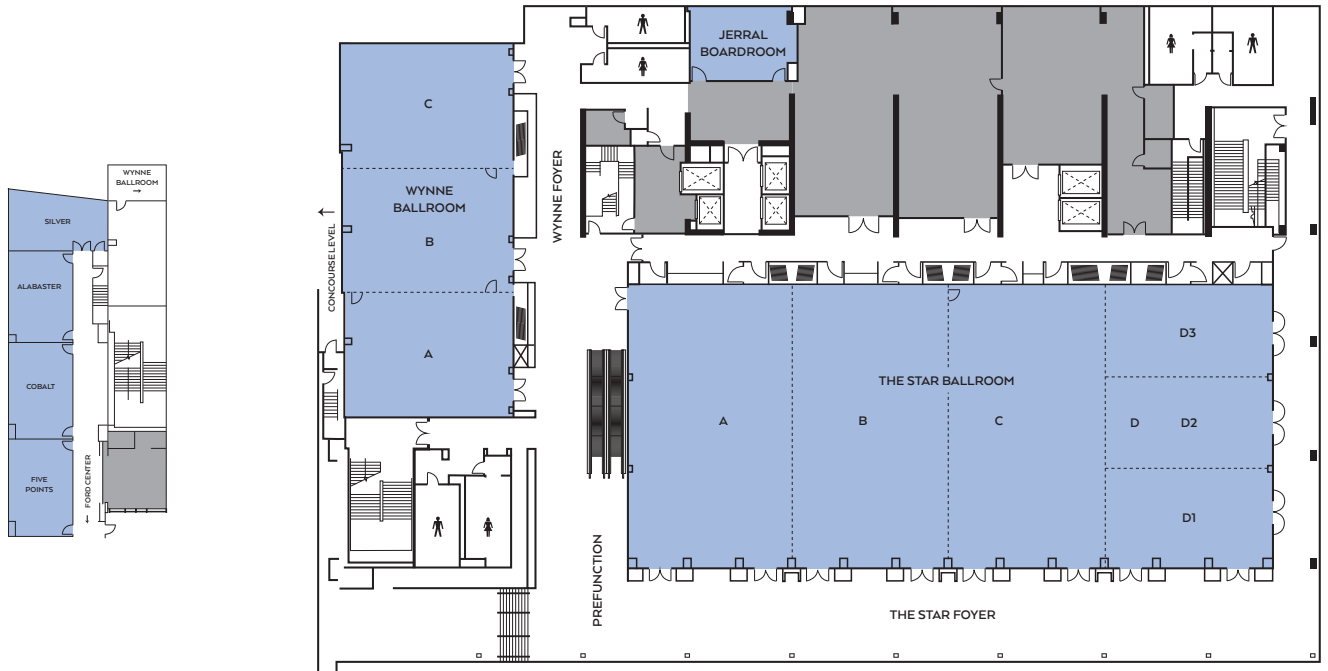 WYNNE
BALLROOM
→
SILVER
ALABASTER
COBALT
FIVE
POINTS
← FORD CENTER
CONCOURSE LEVEL →
C
WYNNE
BALLROOM
B
A
WYNNE FOYER
JERRAL
BOARDROOM
THE STAR BALLROOM
A
B
C
D
D3
D2
D1
PREFUNCTION
THE STAR FOYER